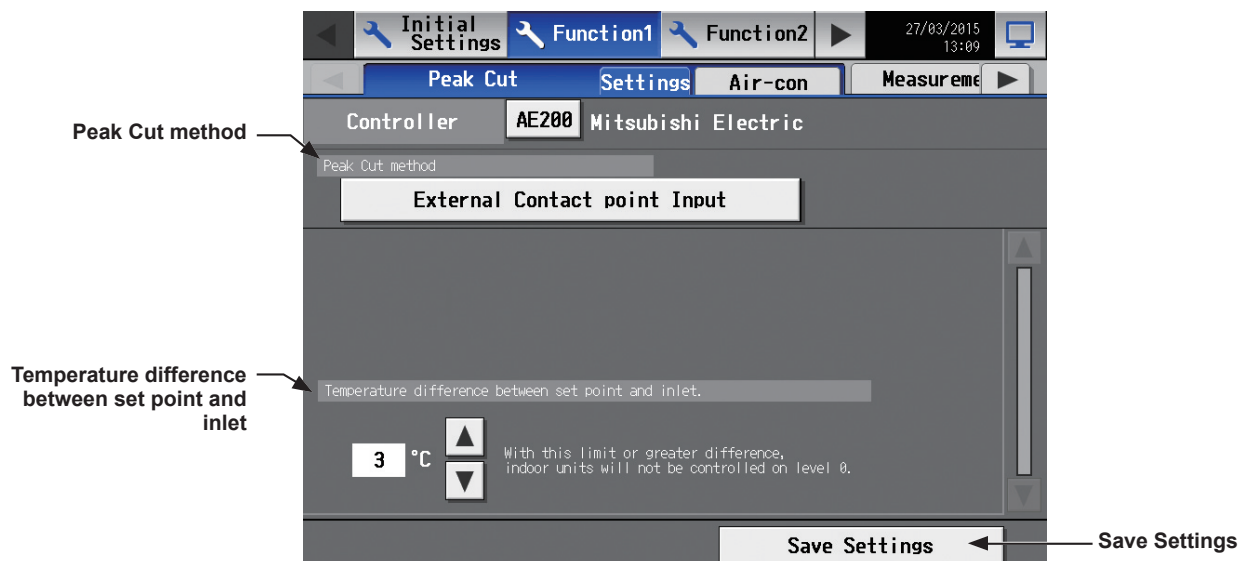 Initial
Settings
Function1
Function2
27/03/2015
13:09
Peak Cut
Settings
Air-con
Measureme
Controller
AE200
Mitsubishi Electric
Peak Cut method
Peak Cut method
External Contact point Input
Temperature difference
between set point and
inlet
Temperature difference between set point and inlet.
3 °C
With this limit or greater difference,
indoor units will not be controlled on level 0.
Save Settings
Save Settings